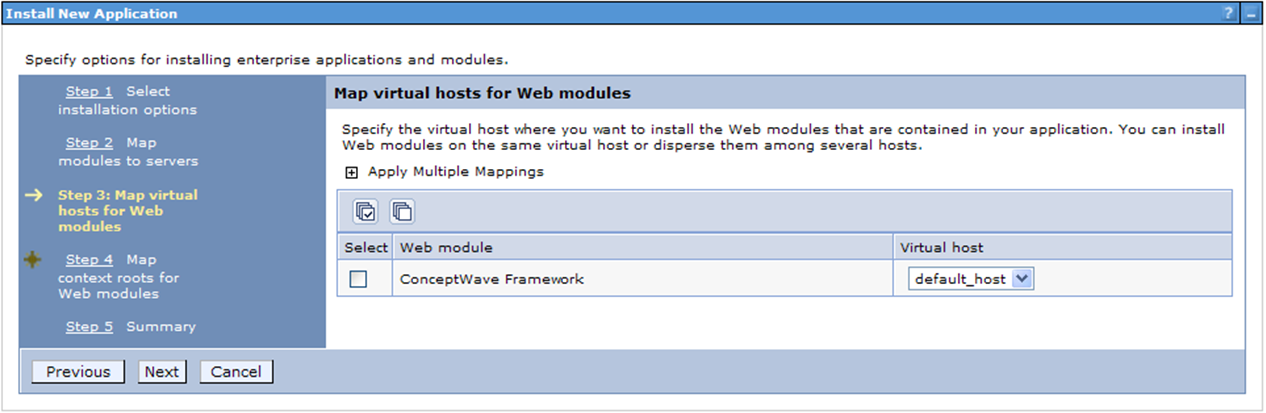 Install New Application
Specify options for installing enterprise applications and modules.
Step 1 Select
installation options
Step 2 Map
modules to servers
Step 3: Map virtual
hosts for Web
modules
Step 4 Map
context roots for
Web modules
Step 5 Summary
Map virtual hosts for Web modules
Specify the virtual host where you want to install the Web modules that are contained in your application. You can install
Web modules on the same virtual host or disperse them among several hosts.
Apply Multiple Mappings
Select Web module Virtual host
ConceptWave Framework default_host
Previous Next Cancel